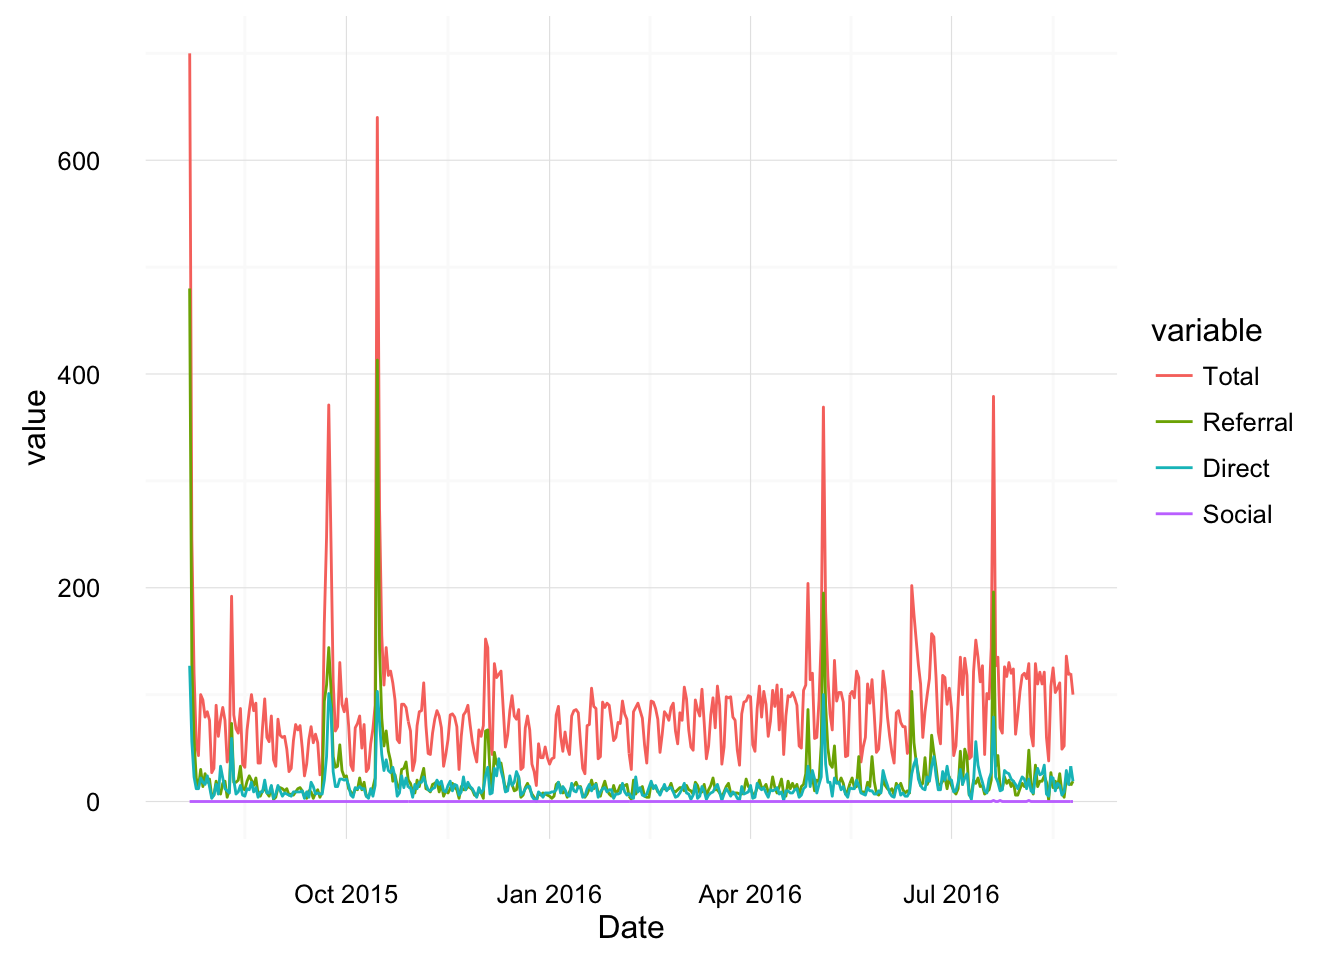 value
600
400
200
0
Oct 2015
Jan 2016
Apr 2016
Jul 2016
Date
variable
Total
Referral
Direct
Social